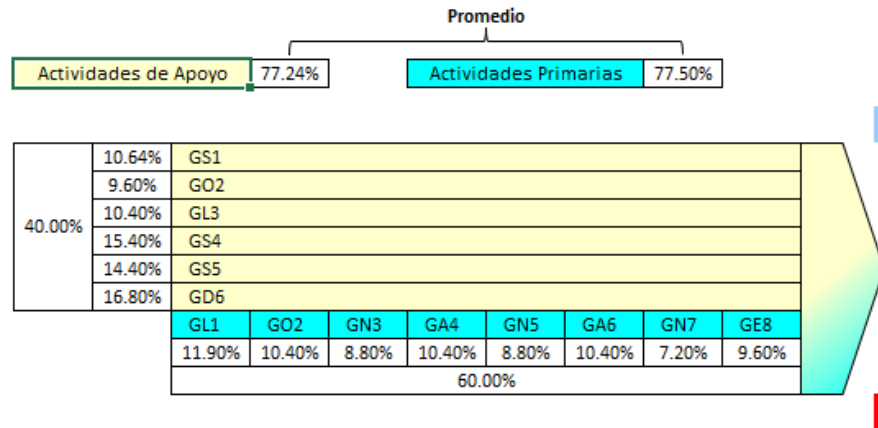 Promedio
Actividades de Apoyo 77.24% Actividades Primarias 77.50%
10.64% GS1
9.60% GO2
10.40% GL3
40.00%
15.40% GS4
14.40% GS5
16.80% GD6
GL1 GO2 GN3 GA4 GN5 GA6 GN7 GE8
11.90% 10.40% 8.80% 10.40% 8.80% 10.40% 7.20% 9.60%
60.00%